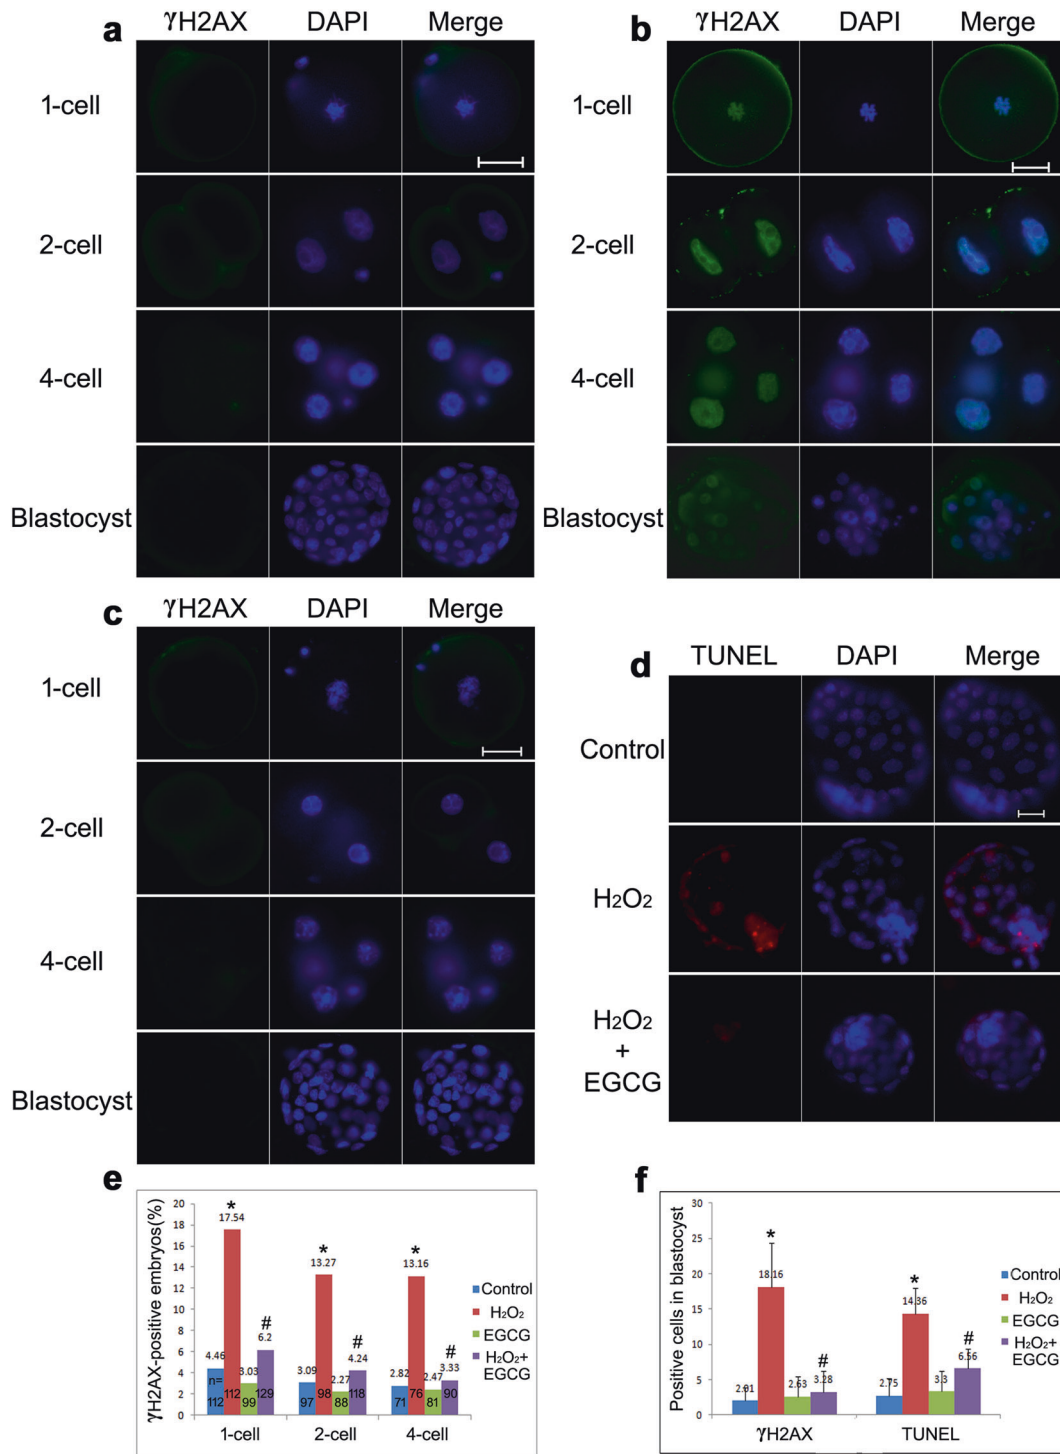 a
γH2AX DAPI Merge
1-cell
2-cell
4-cell
Blastocyst
b
γH2AX DAPI Merge
1-cell
2-cell
4-cell
Blastocyst
c
γH2AX DAPI Merge
1-cell
2-cell
4-cell
Blastocyst
d
TUNEL DAPI Merge
Control
H₂O₂
H₂O₂
+
EGCG
e
γH2AX-positive embryos(%)
20
18
16
14
12
10
8
6
4
2
0
4.46 * 17.54 3.03 # 6.2
3.09 * 13.27 2.27 # 4.24
2.82 * 13.16 2.47 # 3.33
n=
112 112 99 129
97 98 88 118
71 76 81 90
1-cell 2-cell 4-cell
Control
H₂O₂
EGCG
H₂O₂+
EGCG
f
Positive cells in blastocyst
30
25
20
15
10
5
0
2.01 * 18.16 2.63 # 3.28
2.75 * 14.36 3.3 # 6.56
γH2AX TUNEL
Control
H₂O₂
EGCG
H₂O₂+
EGCG